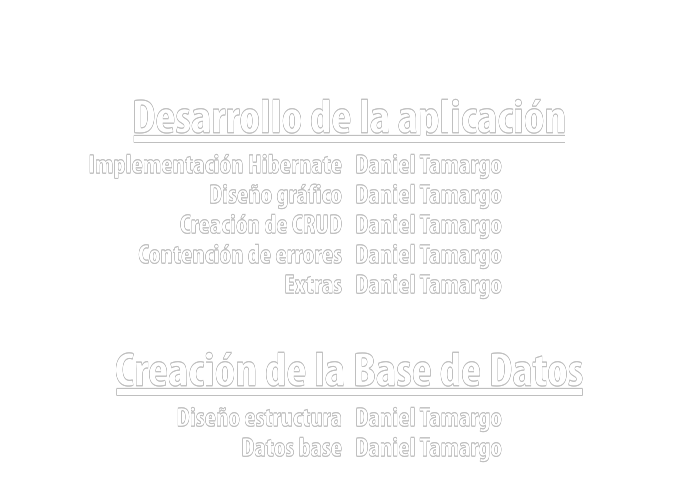 Desarrollo de la aplicación
Implementación Hibernate Daniel Tamargo
Diseño gráfico Daniel Tamargo
Creación de CRUD Daniel Tamargo
Contención de errores Daniel Tamargo
Extras Daniel Tamargo
Creación de la Base de Datos
Diseño estructura Daniel Tamargo
Datos base Daniel Tamargo